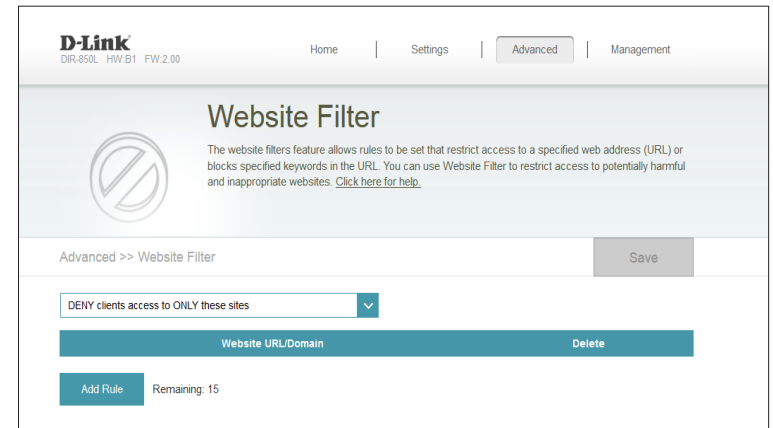 D-Link
DIR-850L HW:B1 FW:2.00
Home Settings Advanced Management
Website Filter
The website filters feature allows rules to be set that restrict access to a specified web address (URL) or
blocks specified keywords in the URL. You can use Website Filter to restrict access to potentially harmful
and inappropriate websites. Click here for help.
Advanced >> Website Filter Save
DENY clients access to ONLY these sites
Website URL/Domain Delete
Add Rule Remaining: 15